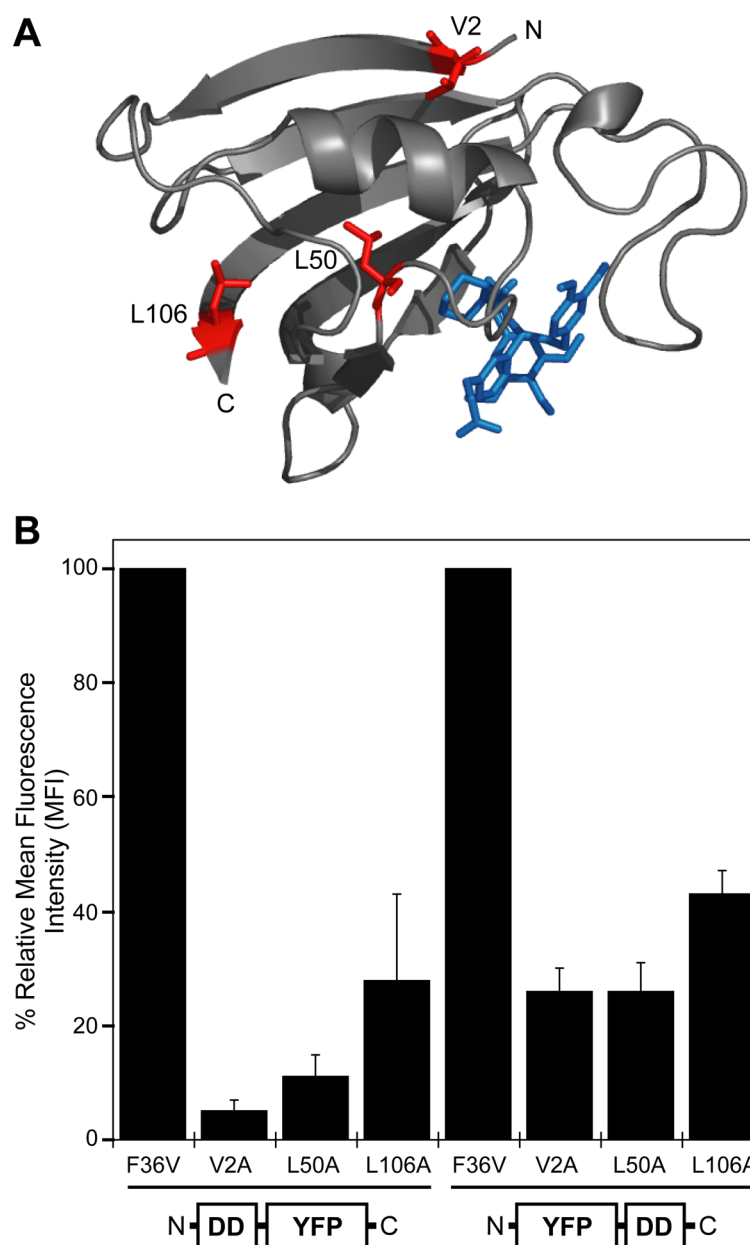 A
V2
N
L50
L106
C
B
% Relative Mean Fluorescence
Intensity (MFI)
100
80
60
40
20
0
F36V V2A L50A L106A F36V V2A L50A L106A
N DD YFP C N YFP DD C